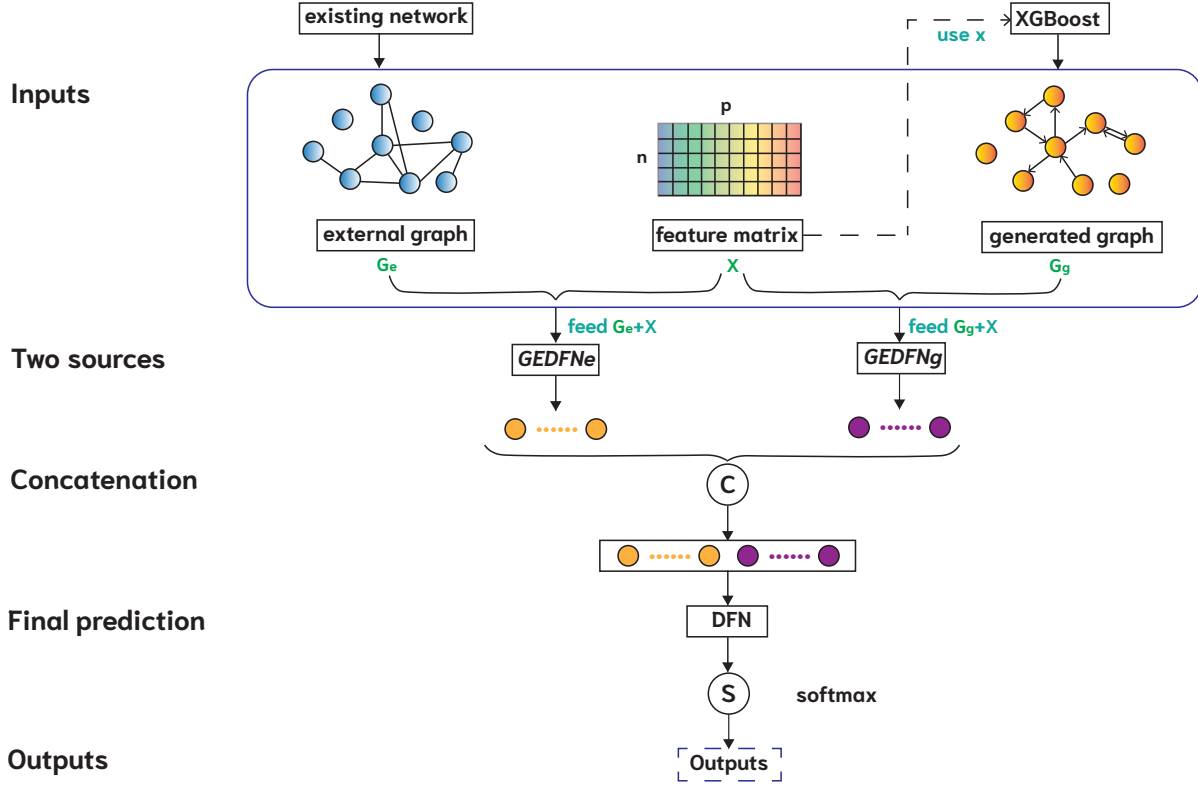 existing network
XGBoost
use x
Inputs
p
n
external graph
feature matrix
generated graph
Ge
X
Gg
feed Ge+X
feed Gg+X
Two sources
GEDFNe
GEDFNg
Concatenation
C
Final prediction
DFN
S
softmax
Outputs
Outputs